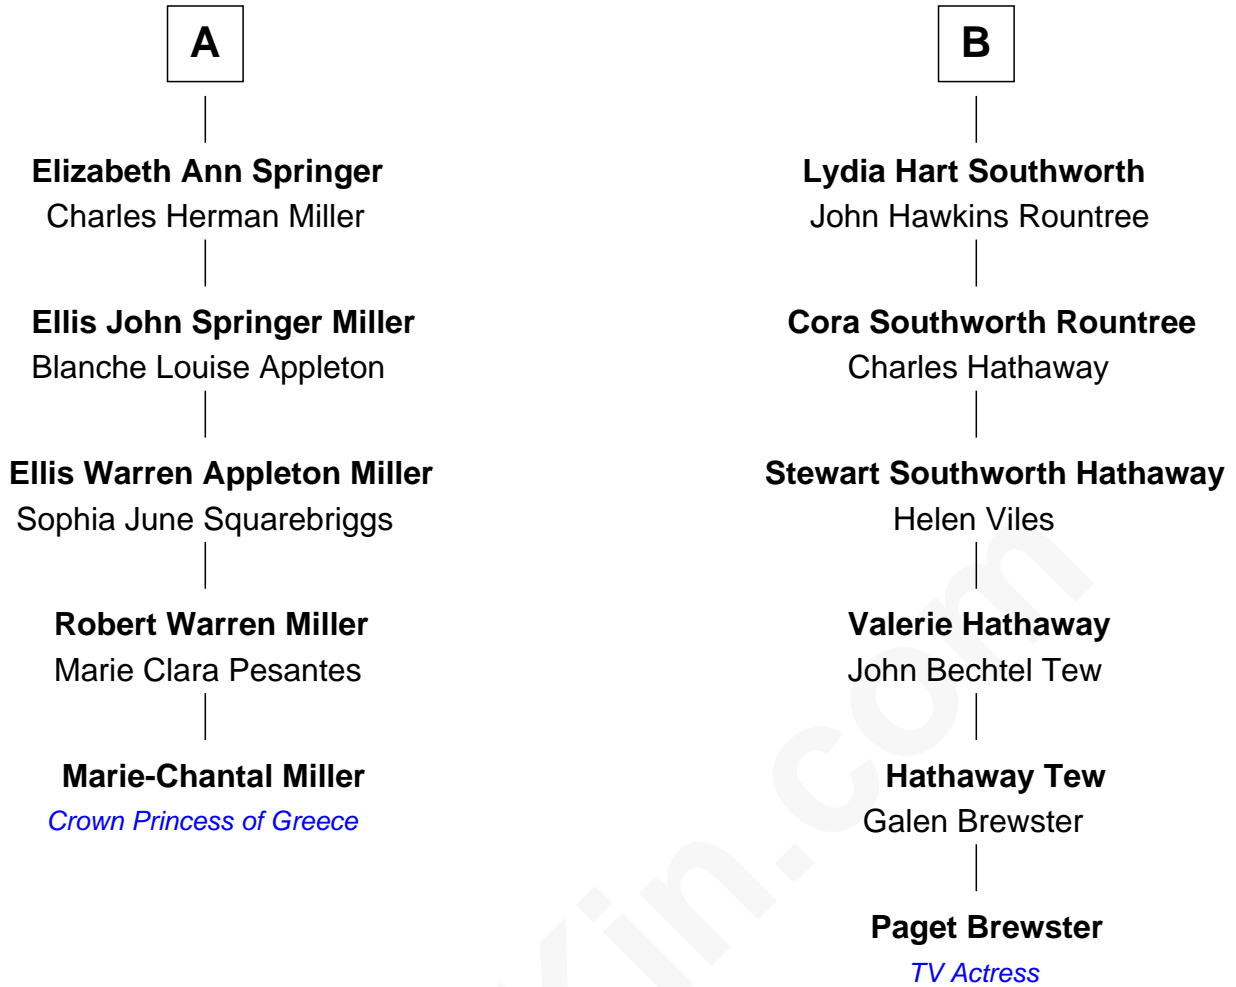 A
B
Elizabeth Ann Springer
Charles Herman Miller
Lydia Hart Southworth
John Hawkins Rountree
Ellis John Springer Miller
Blanche Louise Appleton
Cora Southworth Rountree
Charles Hathaway
Ellis Warren Appleton Miller
Sophia June Squarebriggs
Stewart Southworth Hathaway
Helen Viles
Robert Warren Miller
Marie Clara Pesantes
Valerie Hathaway
John Bechtel Tew
Marie-Chantal Miller
Crown Princess of Greece
Hathaway Tew
Galen Brewster
Paget Brewster
TV Actress
Kin.com